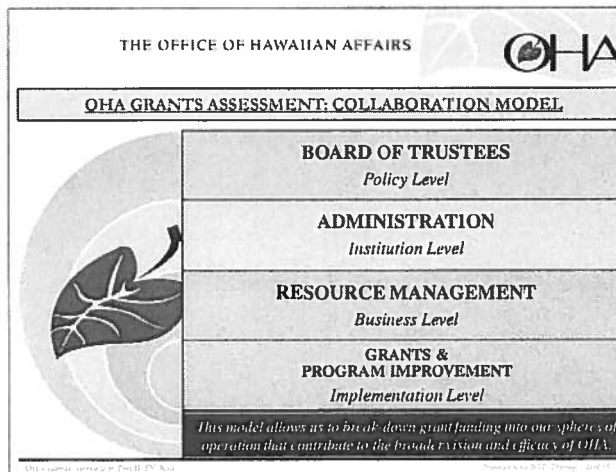 THE OFFICE OF HAWAIIAN AFFAIRS
OHA
OHA GRANTS ASSESSMENT: COLLABORATION MODEL
BOARD OF TRUSTEES
Policy Level
ADMINISTRATION
Institution Level
RESOURCE MANAGEMENT
Business Level
GRANTS &
PROGRAM IMPROVEMENT
Implementation Level
This model allows us to break down grant funding into our spheres of
operation that contribute to the broader vision and efficacy of OHA.